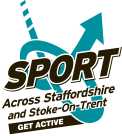 SPORT
Across Staffordshire
and Stoke-On-Trent
GET ACTIVE